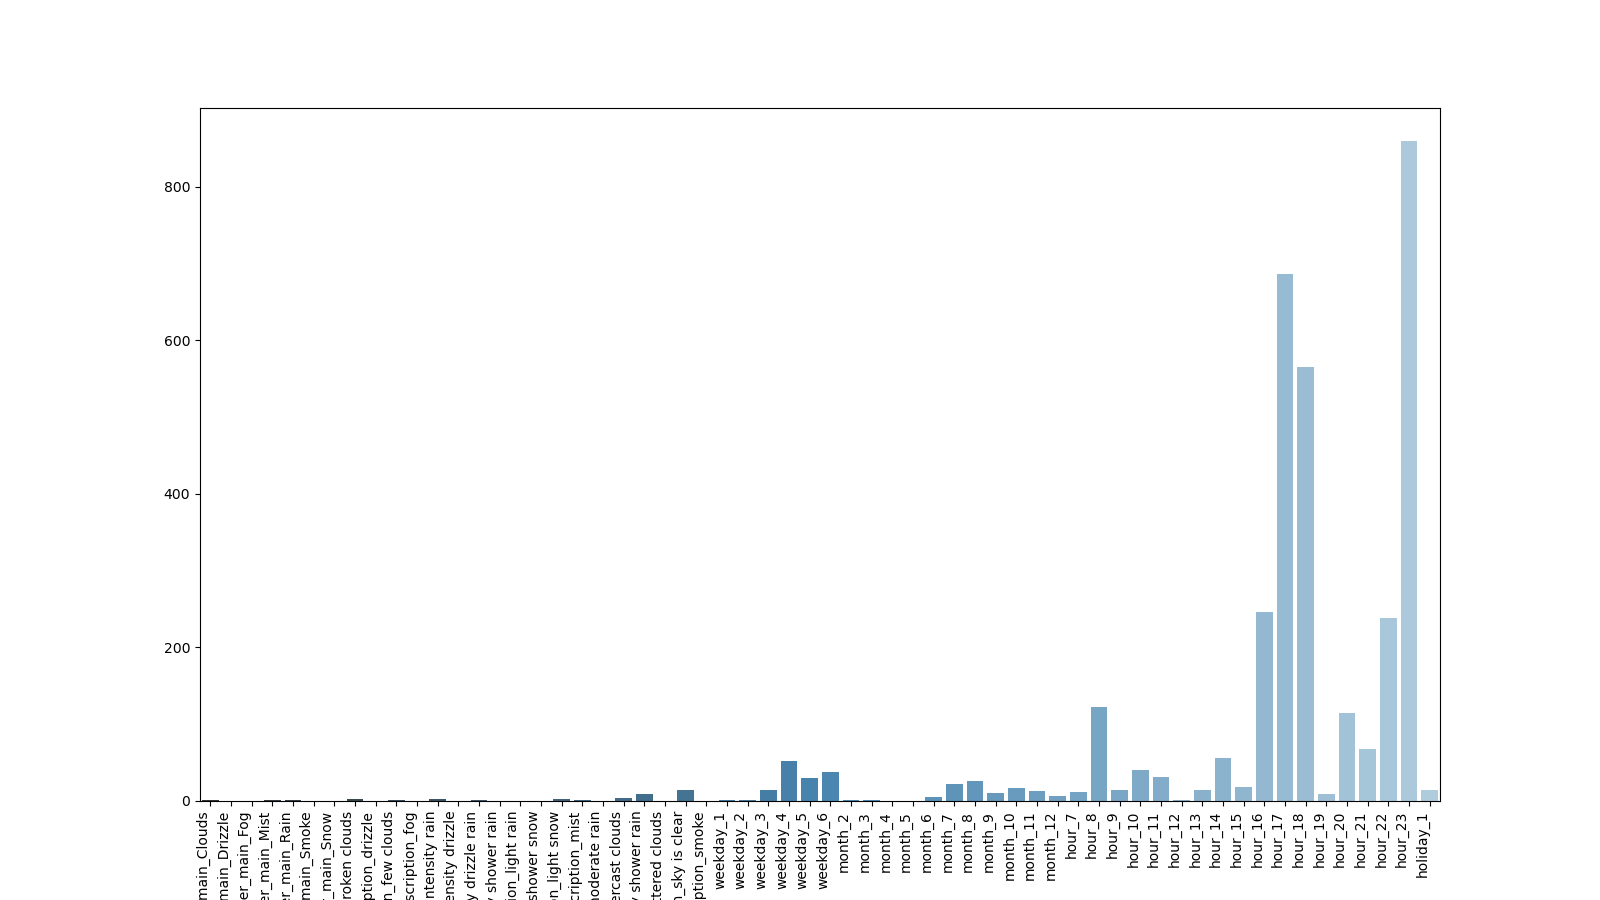 800
600
400
200
0
main_Clouds
main_Drizzle
er_main_Fog
er_main_Mist
er_main_Rain
main_Smoke
_main_Snow
roken clouds
ption_drizzle
n_few clouds
scription_fog
ntensity rain
ensity drizzle
y drizzle rain
y shower rain
ion_light rain
shower snow
on_light snow
cription_mist
noderate rain
ercast clouds
y shower rain
ttered clouds
n_sky is clear
ption_smoke
weekday_1
weekday_2
weekday_3
weekday_4
weekday_5
weekday_6
month_2
month_3
month_4
month_5
month_6
month_7
month_8
month_9
month_10
month_11
month_12
hour_7
hour_8
hour_9
hour_10
hour_11
hour_12
hour_13
hour_14
hour_15
hour_16
hour_17
hour_18
hour_19
hour_20
hour_21
hour_22
hour_23
holiday_1